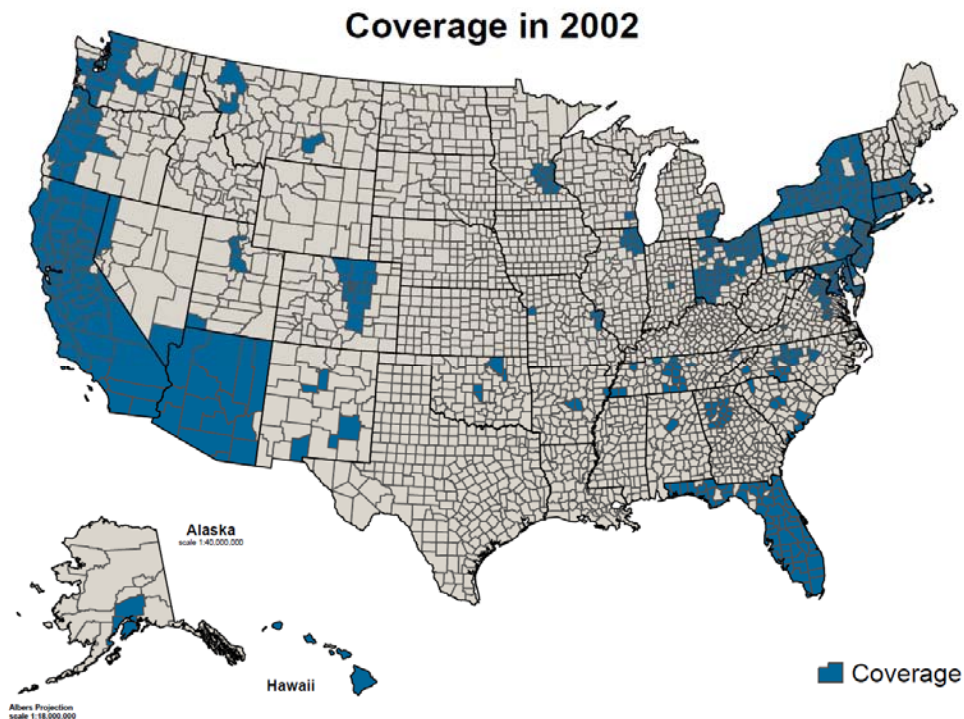 Coverage in 2002
Alaska
scale 1:40,000,000
Hawaii
Coverage
Albers Projection
scale 1:18,000,000